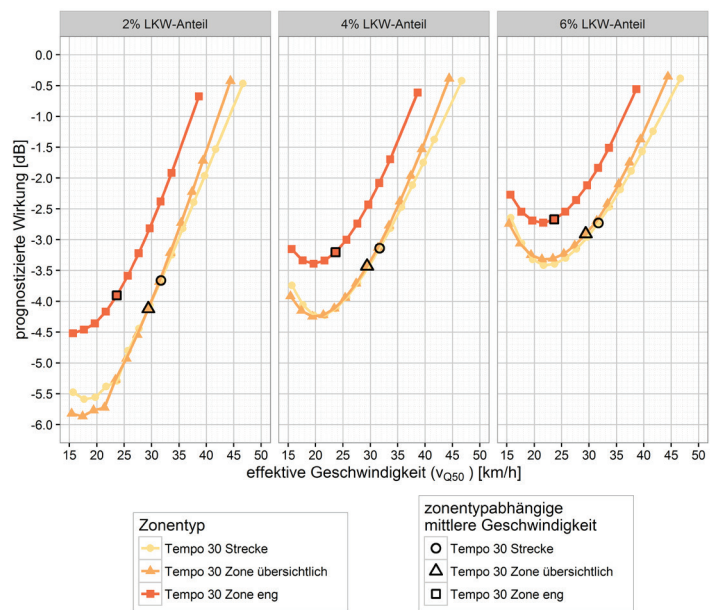 2% LKW-Anteil
4% LKW-Anteil
6% LKW-Anteil
prognostizierte Wirkung [dB]
0.0
-0.5
-1.0
-1.5
-2.0
-2.5
-3.0
-3.5
-4.0
-4.5
-5.0
-5.5
-6.0
15 20 25 30 35 40 45 50
15 20 25 30 35 40 45 50
15 20 25 30 35 40 45 50
effektive Geschwindigkeit (vQ50 ) [km/h]
Zonentyp
Tempo 30 Strecke
Tempo 30 Zone übersichtlich
Tempo 30 Zone eng
zonentypabhängige
mittlere Geschwindigkeit
Tempo 30 Strecke
Tempo 30 Zone übersichtlich
Tempo 30 Zone eng